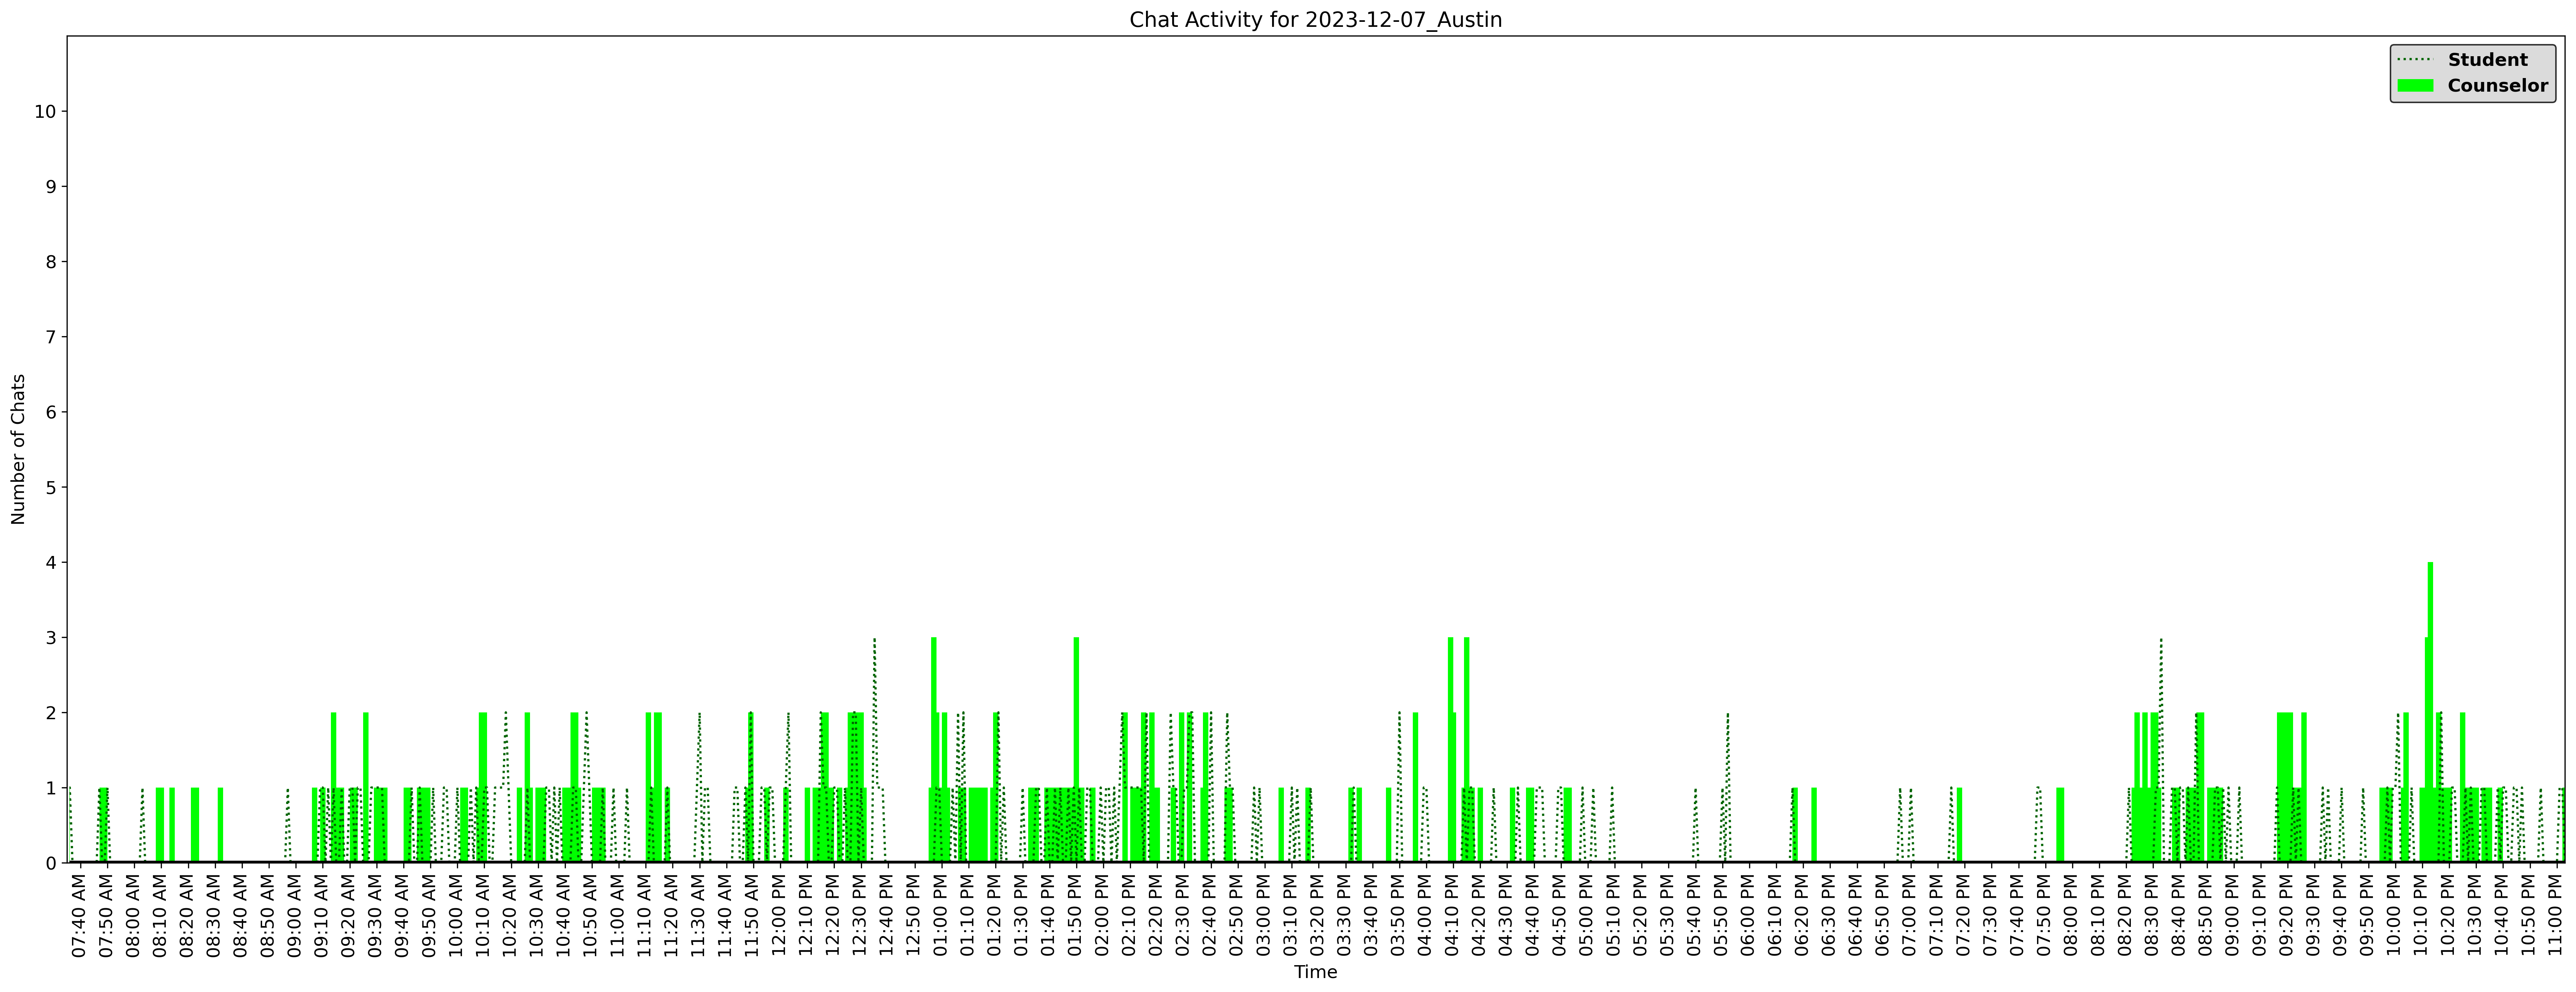 Chat Activity for 2023-12-07_Austin
Student
Counselor
Number of Chats
10
9
8
7
6
5
4
3
2
1
0
07:40 AM
07:50 AM
08:00 AM
08:10 AM
08:20 AM
08:30 AM
08:40 AM
08:50 AM
09:00 AM
09:10 AM
09:20 AM
09:30 AM
09:40 AM
09:50 AM
10:00 AM
10:10 AM
10:20 AM
10:30 AM
10:40 AM
10:50 AM
11:00 AM
11:10 AM
11:20 AM
11:30 AM
11:40 AM
11:50 AM
12:00 PM
12:10 PM
12:20 PM
12:30 PM
12:40 PM
12:50 PM
01:00 PM
01:10 PM
01:20 PM
01:30 PM
01:40 PM
01:50 PM
02:00 PM
02:10 PM
02:20 PM
02:30 PM
02:40 PM
02:50 PM
03:00 PM
03:10 PM
03:20 PM
03:30 PM
03:40 PM
03:50 PM
04:00 PM
04:10 PM
04:20 PM
04:30 PM
04:40 PM
04:50 PM
05:00 PM
05:10 PM
05:20 PM
05:30 PM
05:40 PM
05:50 PM
06:00 PM
06:10 PM
06:20 PM
06:30 PM
06:40 PM
06:50 PM
07:00 PM
07:10 PM
07:20 PM
07:30 PM
07:40 PM
07:50 PM
08:00 PM
08:10 PM
08:20 PM
08:30 PM
08:40 PM
08:50 PM
09:00 PM
09:10 PM
09:20 PM
09:30 PM
09:40 PM
09:50 PM
10:00 PM
10:10 PM
10:20 PM
10:30 PM
10:40 PM
10:50 PM
11:00 PM
Time